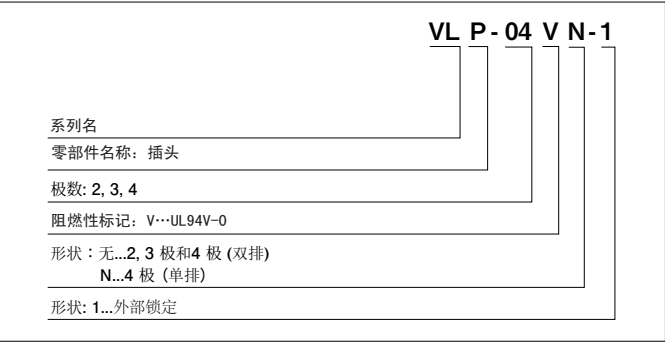 VL P - 04 V N - 1
系列名
零部件名称：插头
极数: 2, 3, 4
阻燃性标记：V…UL94V-0
形状：无...2, 3 极和4 极 (双排)
N...4 极（单排）
形状: 1...外部锁定